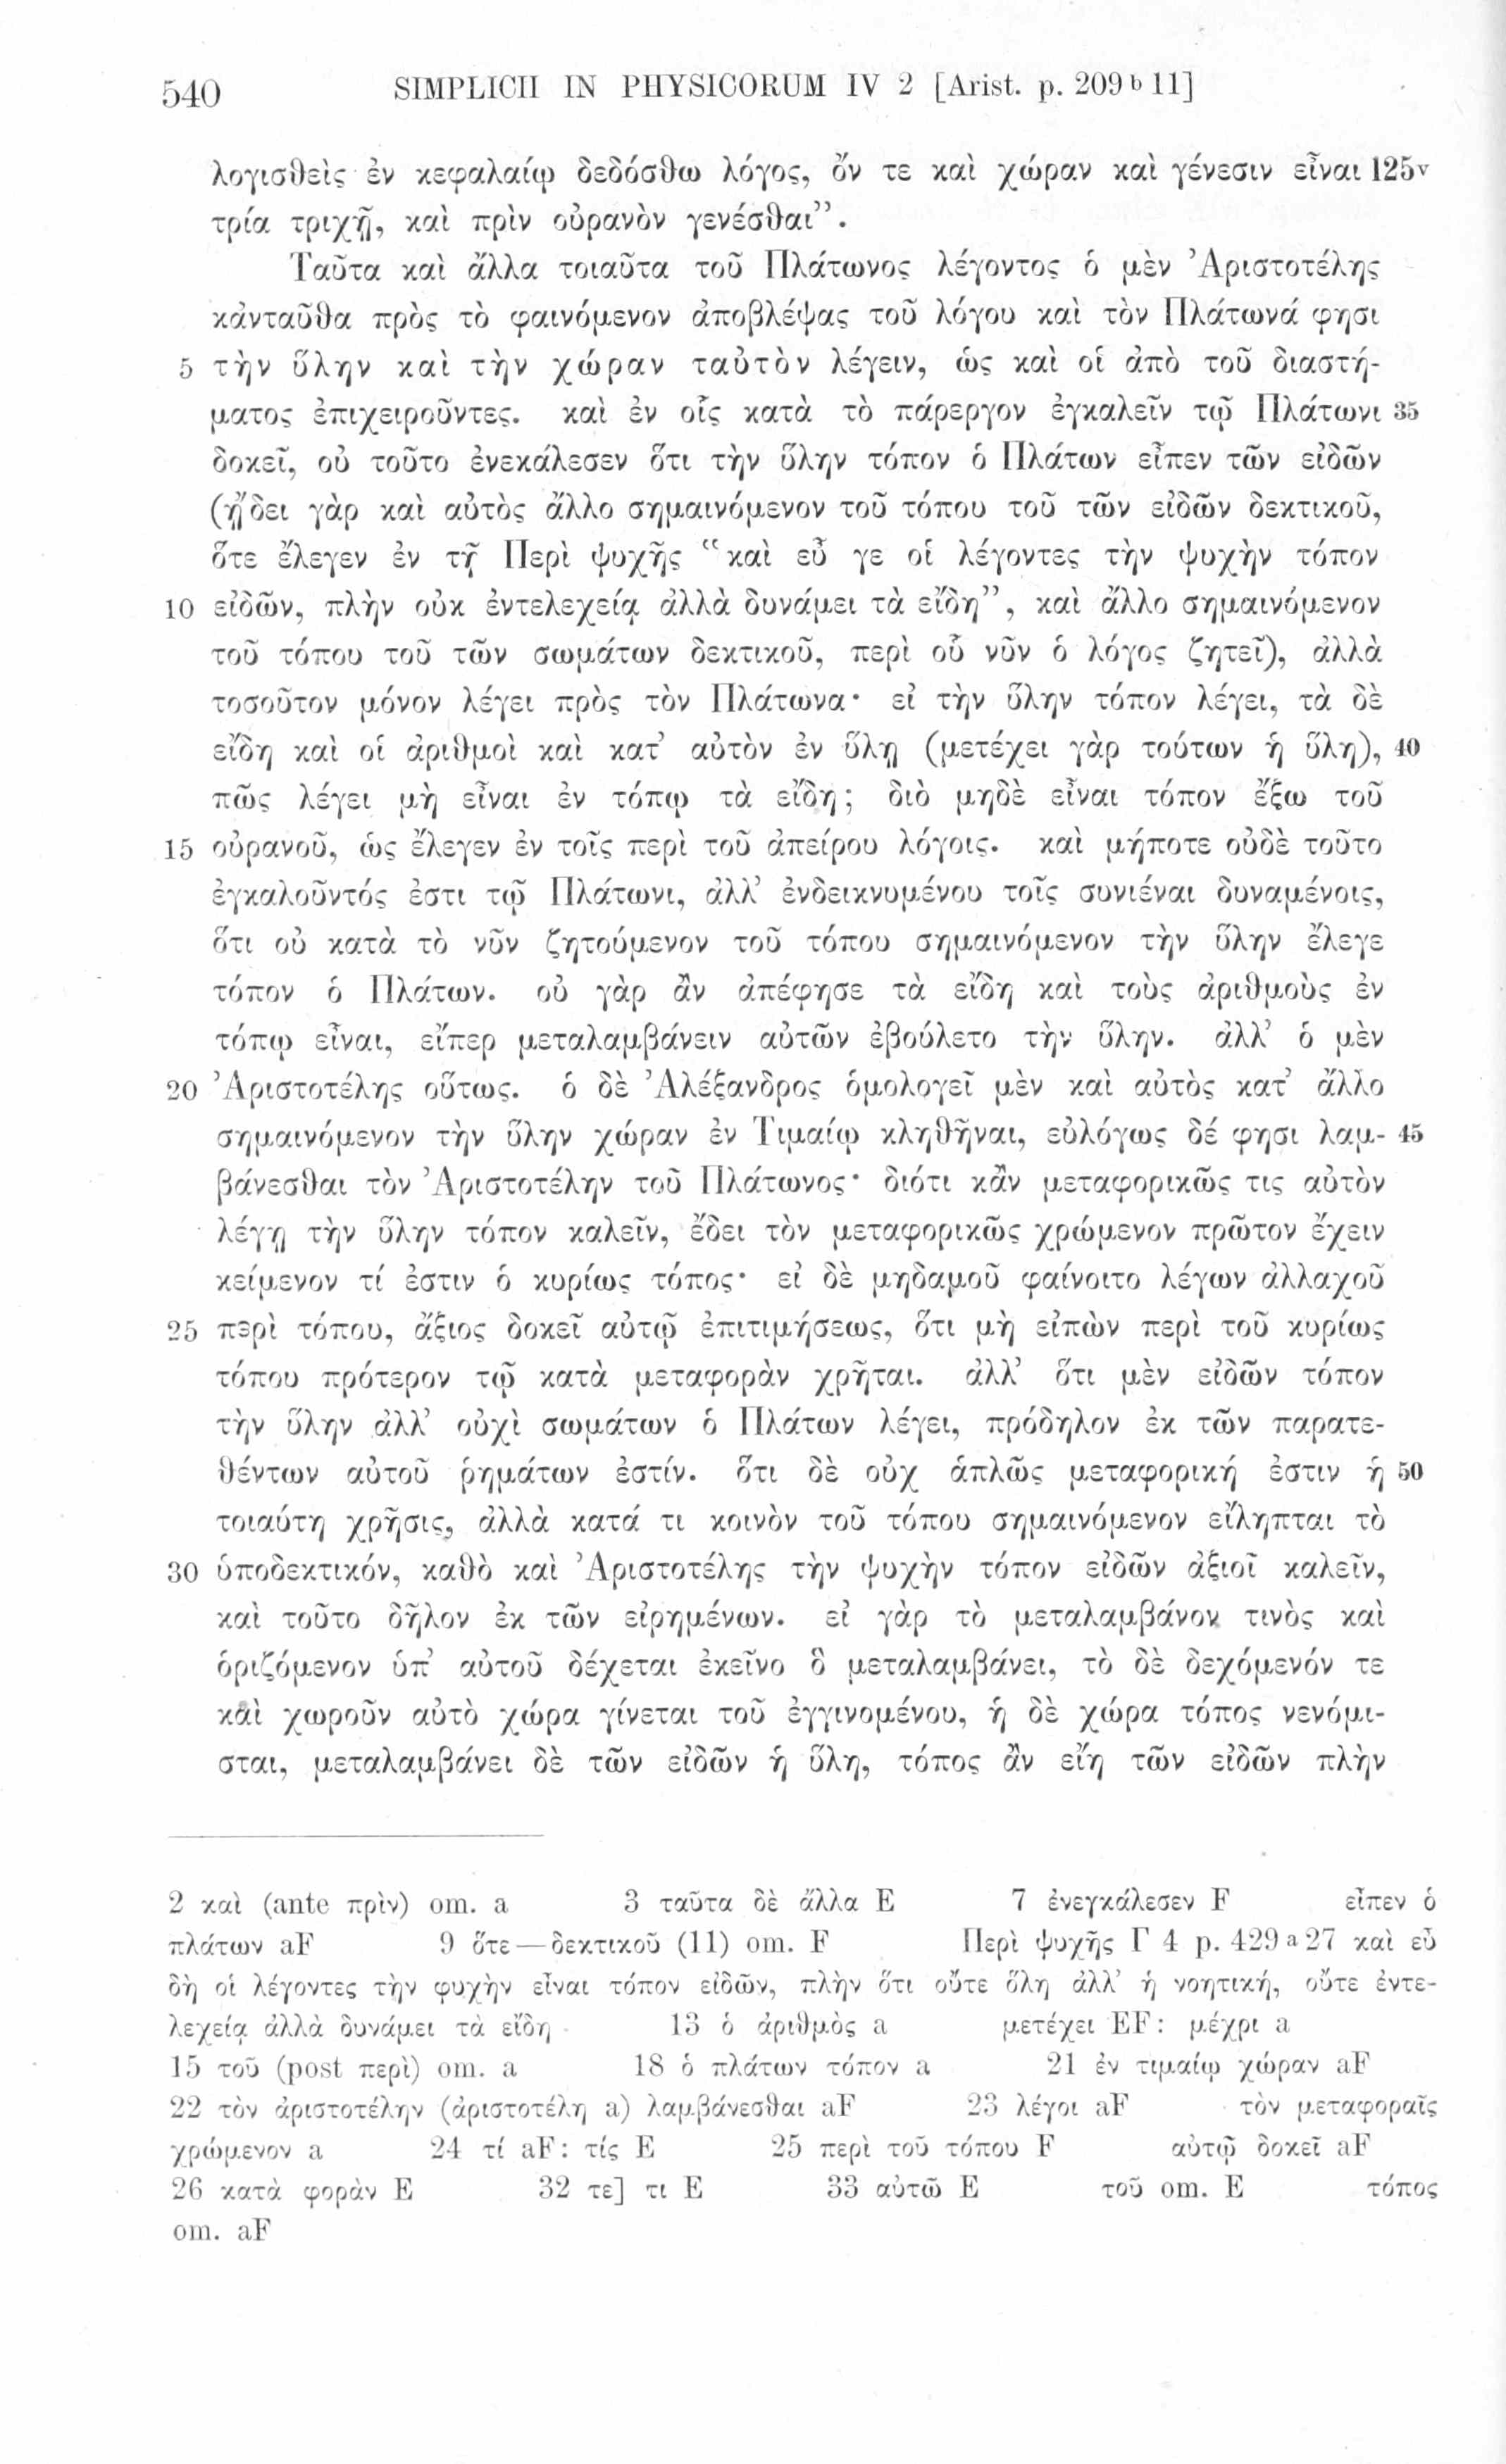 540 SIMPLICII IN PHYSICORUM IV 2 [Arist. p. 209 b 11]
λογισθεὶς ἐν κεφαλαίῳ δεδόσθω λόγος, ὄν τε καὶ χώραν καὶ γένεσιν εἶναι 125v
τρία τριχῇ, καὶ πρὶν οὐρανὸν γενέσθαι”.
Ταῦτα καὶ ἄλλα τοιαῦτα τοῦ Πλάτωνος λέγοντος ὁ μὲν Ἀριστοτέλης
κἀνταῦθα πρὸς τὸ φαινόμενον ἀποβλέψας τοῦ λόγου καὶ τὸν Πλάτωνά φησι
5 τὴν ὕλην καὶ τὴν χώραν ταὐτὸν λέγειν, ὡς καὶ οἱ ἀπὸ τοῦ διαστή-
ματος ἐπιχειροῦντες. καὶ ἐν οἷς κατὰ τὸ πάρεργον ἐγκαλεῖν τῷ Πλάτωνι 35
δοκεῖ, οὐ τοῦτο ἐνεκάλεσεν ὅτι τὴν ὕλην τόπον ὁ Πλάτων εἶπεν τῶν εἰδῶν
(ᾔδει γὰρ καὶ αὐτὸς ἄλλο σημαινόμενον τοῦ τόπου τοῦ τῶν εἰδῶν δεκτικοῦ,
ὅτε ἔλεγεν ἐν τῇ Περὶ ψυχῆς “καὶ εὖ γε οἱ λέγοντες τὴν ψυχὴν τόπον
10 εἰδῶν, πλὴν οὐκ ἐντελεχείᾳ ἀλλὰ δυνάμει τὰ εἴδη”, καὶ ἄλλο σημαινόμενον
τοῦ τόπου τοῦ τῶν σωμάτων δεκτικοῦ, περὶ οὗ νῦν ὁ λόγος ζητεῖ), ἀλλὰ
τοσοῦτον μόνον λέγει πρὸς τὸν Πλάτωνα· εἰ τὴν ὕλην τόπον λέγει, τὰ δὲ
εἴδη καὶ οἱ ἀριθμοὶ καὶ κατ’ αὐτὸν ἐν ὕλῃ (μετέχει γὰρ τούτων ἡ ὕλη), 40
πῶς λέγει μὴ εἶναι ἐν τόπῳ τὰ εἴδη; διὸ μηδὲ εἶναι τόπον ἔξω τοῦ
15 οὐρανοῦ, ὡς ἔλεγεν ἐν τοῖς περὶ τοῦ ἀπείρου λόγοις. καὶ μήποτε οὐδὲ τοῦτο
ἐγκαλοῦντός ἐστι τῷ Πλάτωνι, ἀλλ’ ἐνδεικνυμένου τοῖς συνιέναι δυναμένοις,
ὅτι οὐ κατὰ τὸ νῦν ζητούμενον τοῦ τόπου σημαινόμενον τὴν ὕλην ἔλεγε
τόπον ὁ Πλάτων. οὐ γὰρ ἂν ἀπέφησε τὰ εἴδη καὶ τοὺς ἀριθμοὺς ἐν
τόπῳ εἶναι, εἴπερ μεταλαμβάνειν αὐτῶν ἐβούλετο τὴν ὕλην. ἀλλ’ ὁ μὲν
20 Ἀριστοτέλης οὕτως. ὁ δὲ Ἀλέξανδρος ὁμολογεῖ μὲν καὶ αὐτὸς κατ’ ἄλλο
σημαινόμενον τὴν ὕλην χώραν ἐν Τιμαίῳ κληθῆναι, εὐλόγως δέ φησι λαμ- 45
βάνεσθαι τὸν Ἀριστοτέλην τοῦ Πλάτωνος· διότι κἂν μεταφορικῶς τις αὐτὸν
λέγῃ τὴν ὕλην τόπον καλεῖν, ἔδει τὸν μεταφορικῶς χρώμενον πρῶτον ἔχειν
κείμενον τί ἐστιν ὁ κυρίως τόπος· εἰ δὲ μηδαμοῦ φαίνοιτο λέγων ἀλλαχοῦ
25 περὶ τόπου, ἄξιος δοκεῖ αὐτῷ ἐπιτιμήσεως, ὅτι μὴ εἰπὼν περὶ τοῦ κυρίως
τόπου πρότερον τῷ κατὰ μεταφορὰν χρῆται. ἀλλ’ ὅτι μὲν εἰδῶν τόπον
τὴν ὕλην ἀλλ’ οὐχὶ σωμάτων ὁ Πλάτων λέγει, πρόδηλον ἐκ τῶν παρατε-
θέντων αὐτοῦ ῥημάτων ἐστίν. ὅτι δὲ οὐχ ἁπλῶς μεταφορική ἐστιν ἡ 50
τοιαύτη χρῆσις, ἀλλὰ κατά τι κοινὸν τοῦ τόπου σημαινόμενον εἴληπται τὸ
30 ὑποδεκτικόν, καθὸ καὶ Ἀριστοτέλης τὴν ψυχὴν τόπον εἰδῶν ἀξιοῖ καλεῖν,
καὶ τοῦτο δῆλον ἐκ τῶν εἰρημένων. εἰ γὰρ τὸ μεταλαμβάνον τινὸς καὶ
ὁριζόμενον ὑπ’ αὐτοῦ δέχεται ἐκεῖνο ὃ μεταλαμβάνει, τὸ δὲ δεχόμενόν τε
καὶ χωροῦν αὐτὸ χώρα γίνεται τοῦ ἐγγινομένου, ἡ δὲ χώρα τόπος νενόμι-
σται, μεταλαμβάνει δὲ τῶν εἰδῶν ἡ ὕλη, τόπος ἂν εἴη τῶν εἰδῶν πλὴν
2 καὶ (ante πρὶν) om. a 3 ταῦτα δὲ ἄλλα E 7 ἐνεγκάλεσεν F εἶπεν ὁ
πλάτων aF 9 ὅτε—δεκτικοῦ (11) om. F Περὶ ψυχῆς Γ 4 p. 429 a 27 καὶ εὖ
δὴ οἱ λέγοντες τὴν φυχὴν εἶναι τόπον εἰδῶν, πλὴν ὅτι οὔτε ὅλη ἀλλ’ ἡ νοητική, οὔτε ἐντε-
λεχείᾳ ἀλλὰ δυνάμει τὰ εἴδη 13 ὁ ἀριθμὸς a μετέχει EF: μέχρι a
15 τοῦ (post περὶ) om. a 18 ὁ πλάτων τόπον a 21 ἐν τιμαίῳ χώραν aF
22 τὸν ἀριστοτέλην (ἀριστοτέλη a) λαμβάνεσθαι aF 23 λέγοι aF τὸν μεταφοραῖς
χρώμενον a 24 τί aF: τίς E 25 περὶ τοῦ τόπου F αὐτῷ δοκεῖ aF
26 κατὰ φορὰν E 32 τε] τι E 33 αὐτῶ E τοῦ om. E τόπος
om. aF